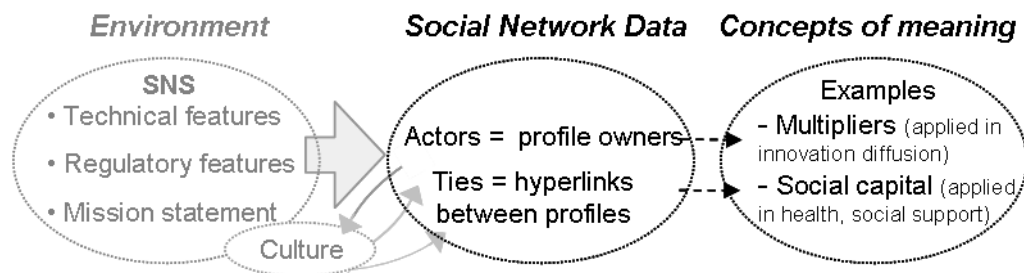 Environment
SNS
• Technical features
• Regulatory features
• Mission statement
Culture
Social Network Data
Actors = profile owners
Ties = hyperlinks
between profiles
Concepts of meaning
Examples
- Multipliers (applied in
innovation diffusion)
- Social capital (applied
in health, social support)